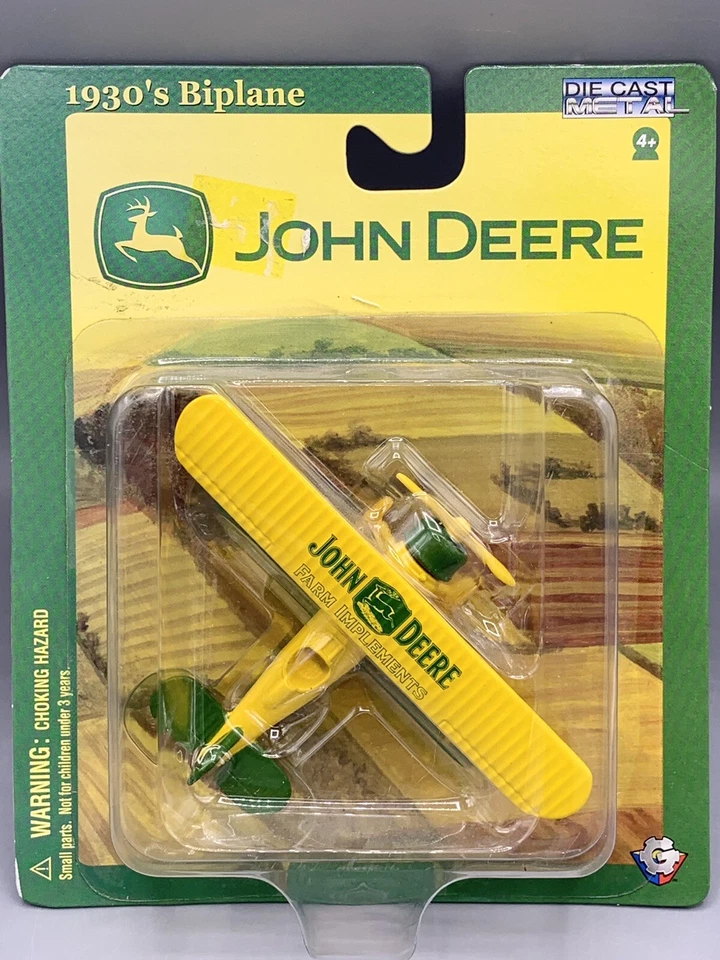 1930's Biplane
DIE CAST
METAL
4+
JOHN DEERE
JOHN DEERE
FARM IMPLEMENTS
WARNING: CHOKING HAZARD
Small parts. Not for children under 3 years.
G
TM